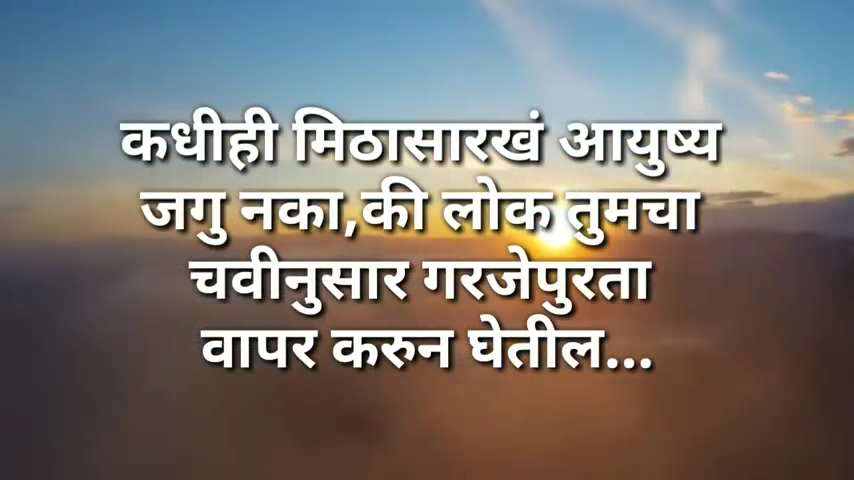 कधीही मिठासारखं आयुष्य
जगु नका,की लोक तुमचा
चवीनुसार गरजेपुरता
वापर करुन घेतील...